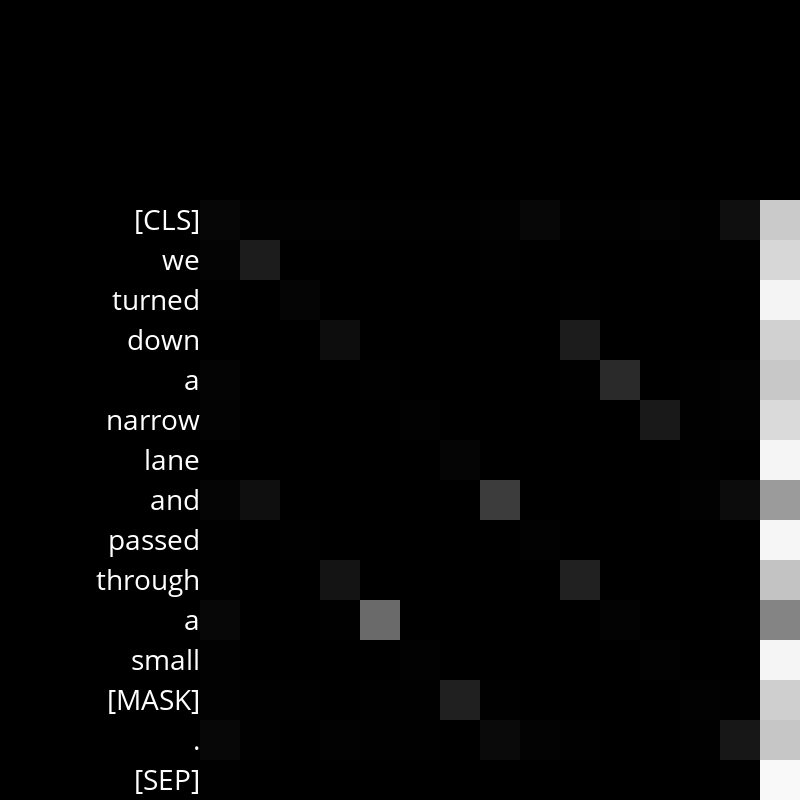 [CLS]
we
turned
down
a
narrow
lane
and
passed
through
a
small
[MASK]
.
[SEP]